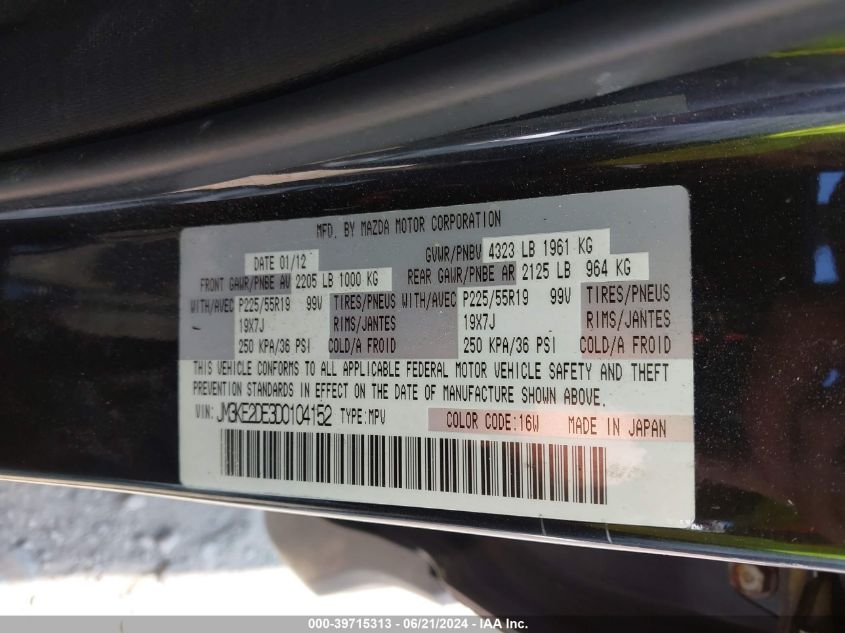 MFD. BY MAZDA MOTOR CORPORATION
DATE 01/12 GVWR/PNBV 4323 LB 1961 KG
FRONT GAWR/PNBE AV 2205 LB 1000 KG REAR GAWR/PNBE AR 2125 LB 964 KG
WITH/AVEC P225/55R19 99V TIRES/PNEUS WITH/AVEC P225/55R19 99V TIRES/PNEUS
19X7J RIMS/JANTES 19X7J RIMS/JANTES
250 KPA/36 PSI COLD/A FROID 250 KPA/36 PSI COLD/A FROID
THIS VEHICLE CONFORMS TO ALL APPLICABLE FEDERAL MOTOR VEHICLE SAFETY AND THEFT
PREVENTION STANDARDS IN EFFECT ON THE DATE OF MANUFACTURE SHOWN ABOVE.
VIN: JM3KE2DE3D0104152 TYPE: MPV COLOR CODE:16W MADE IN JAPAN
000-39715313 - 06/21/2024 - IAA Inc.